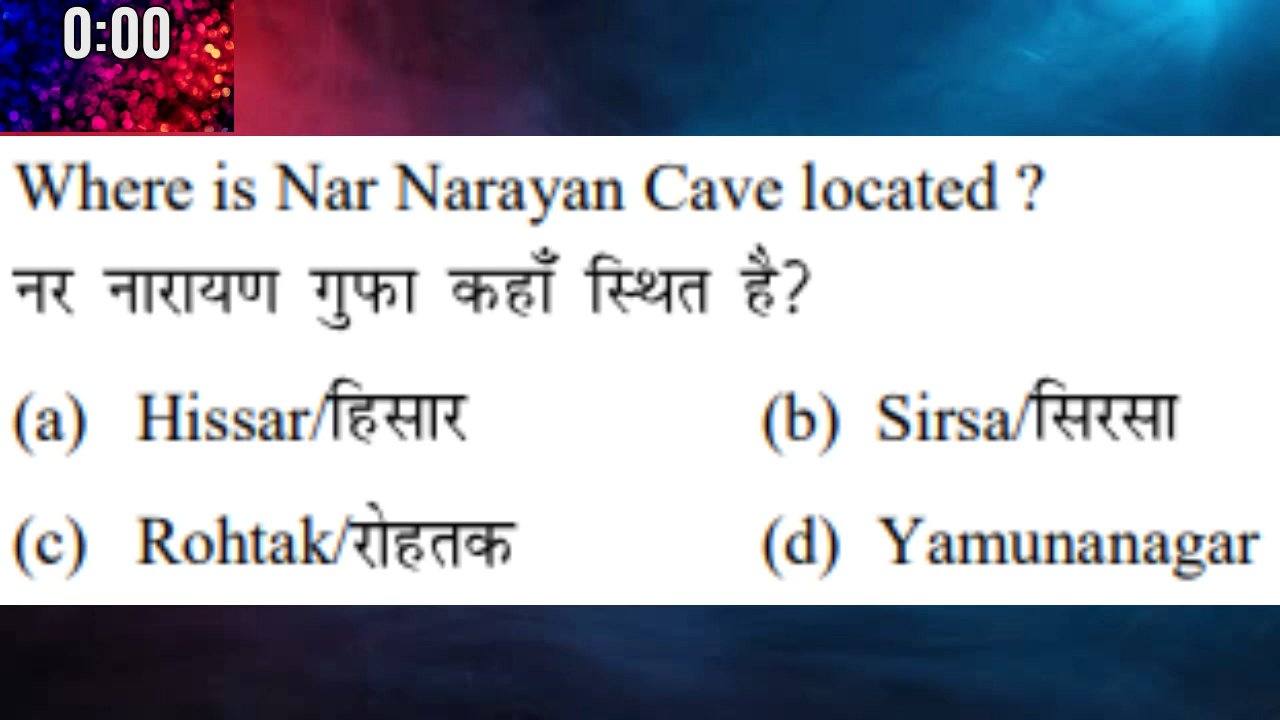 0:00
Where is Nar Narayan Cave located ?
नर नारायण गुफा कहाँ स्थित है?
(a) Hissar/हिसार (b) Sirsa/सिरसा
(c) Rohtak/रोहतक (d) Yamunanagar